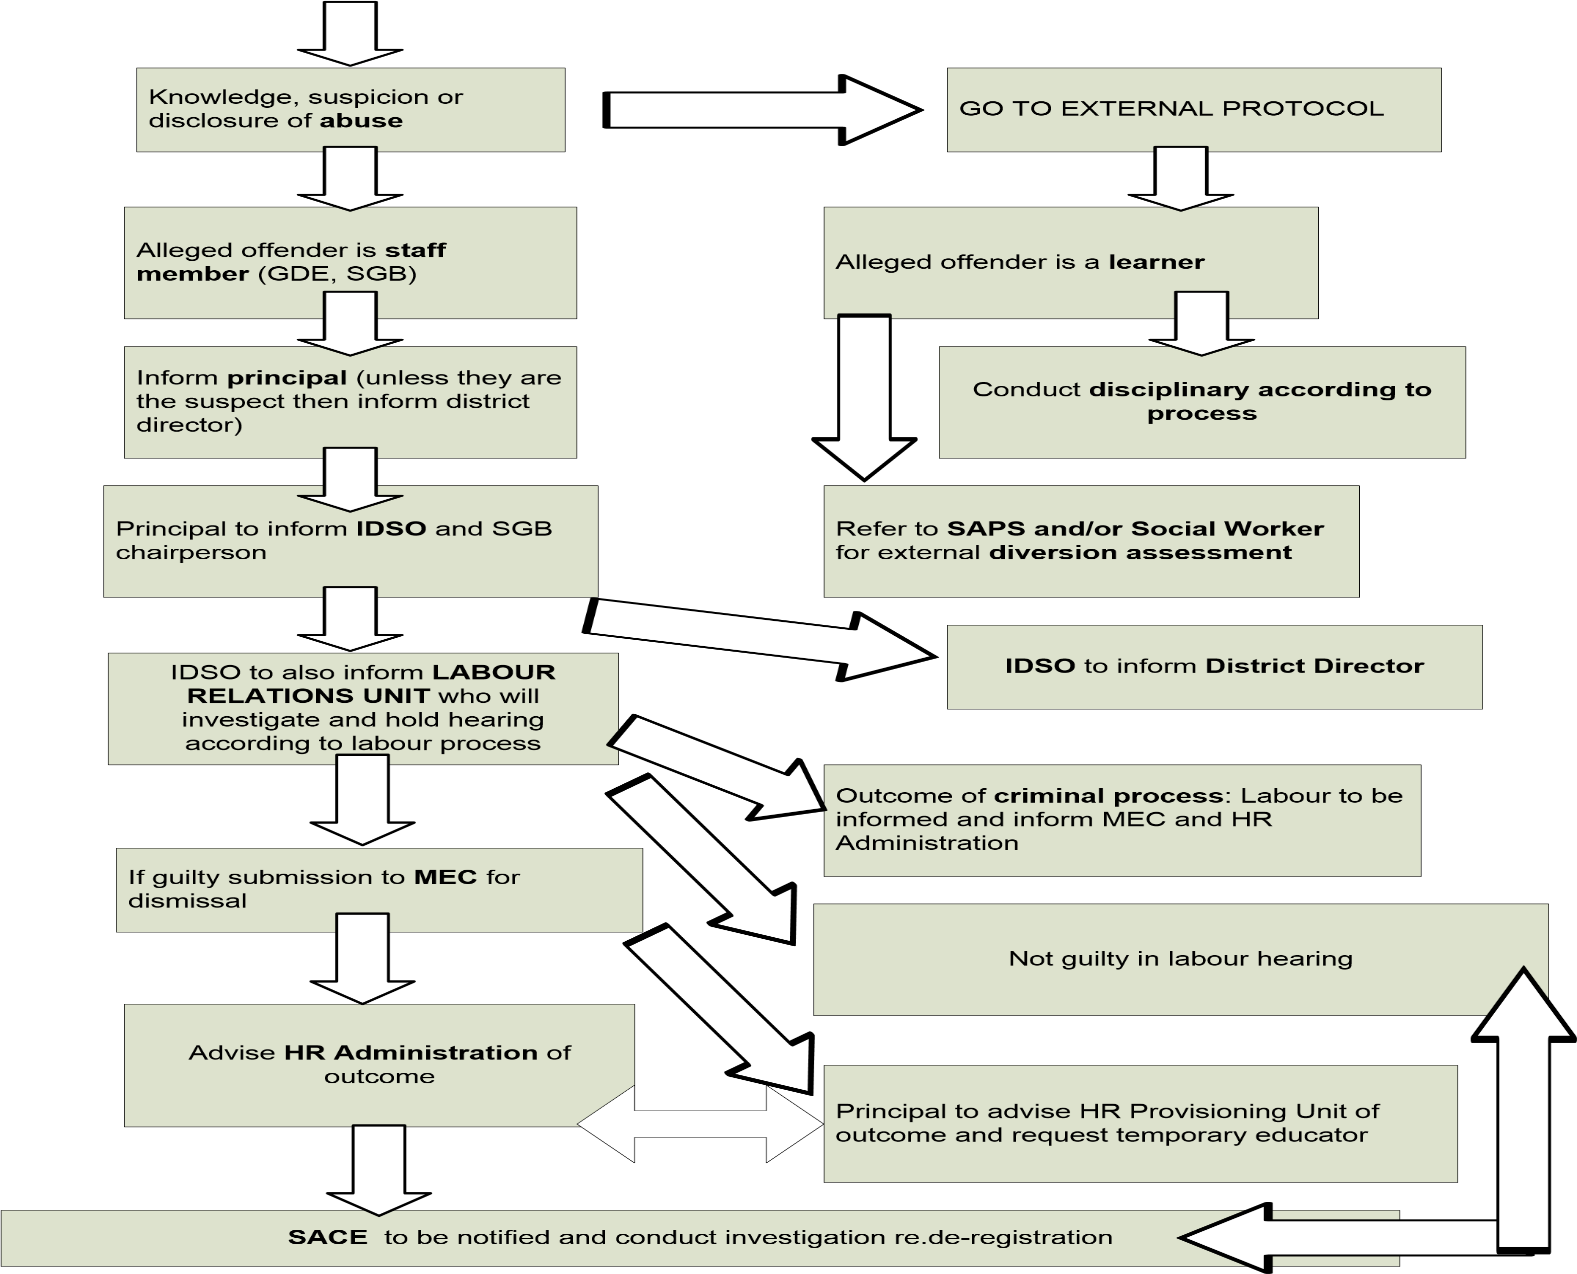 Knowledge, suspicion or
disclosure of abuse
GO TO EXTERNAL PROTOCOL
Alleged offender is staff
member (GDE, SGB)
Alleged offender is a learner
Inform principal (unless they are
the suspect then inform district
director)
Conduct disciplinary according to
process
Principal to inform IDSO and SGB
chairperson
Refer to SAPS and/or Social Worker
for external diversion assessment
IDSO to also inform LABOUR
RELATIONS UNIT who will
investigate and hold hearing
according to labour process
IDSO to inform District Director
Outcome of criminal process: Labour to be
informed and inform MEC and HR
Administration
If guilty submission to MEC for
dismissal
Not guilty in labour hearing
Advise HR Administration of
outcome
Principal to advise HR Provisioning Unit of
outcome and request temporary educator
SACE to be notified and conduct investigation re.de-registration